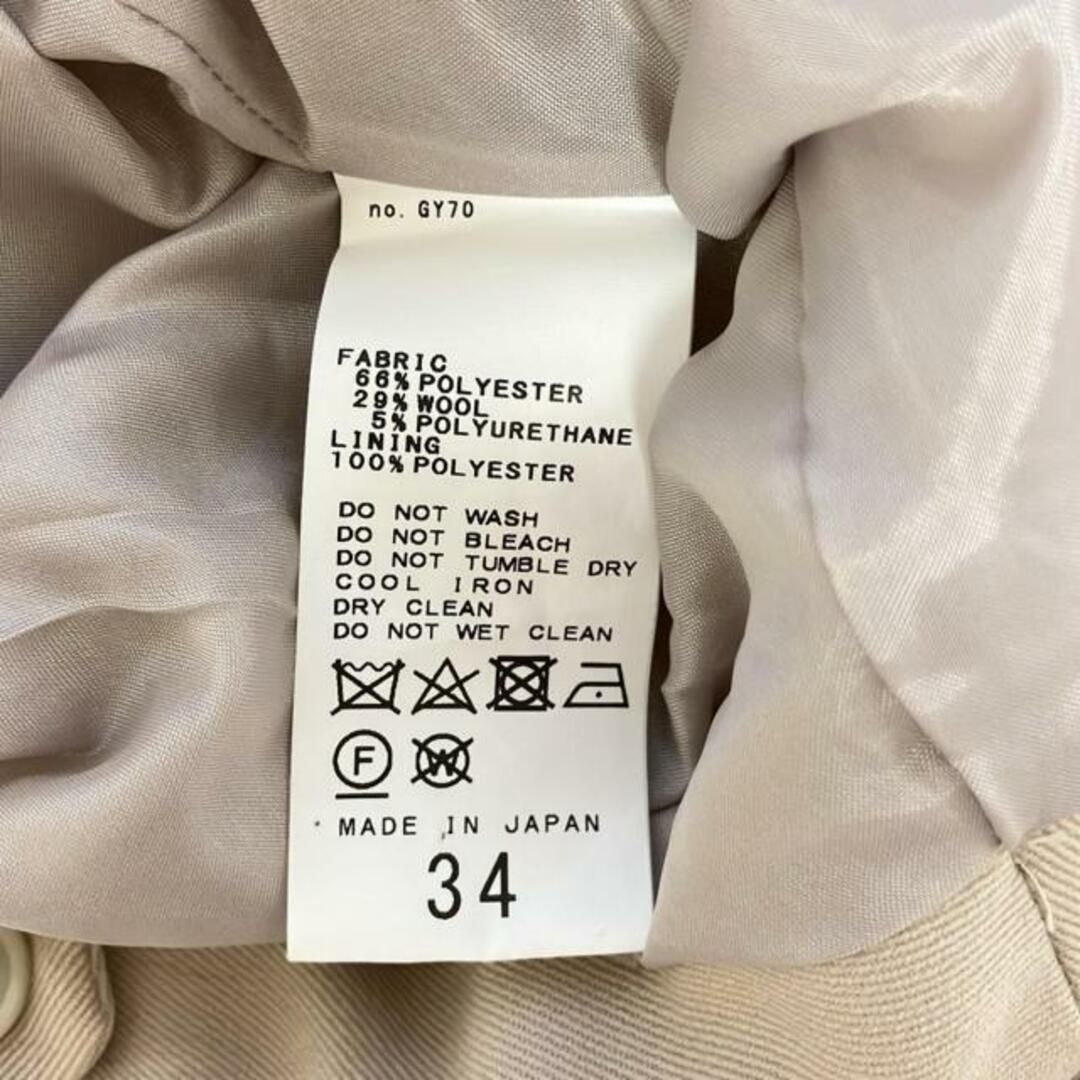 no. GY70
FABRIC
66% POLYESTER
29% WOOL
5% POLYURETHANE
LINING
100% POLYESTER
DO NOT WASH
DO NOT BLEACH
DO NOT TUMBLE DRY
COOL IRON
DRY CLEAN
DO NOT WET CLEAN
F W
MADE IN JAPAN
34